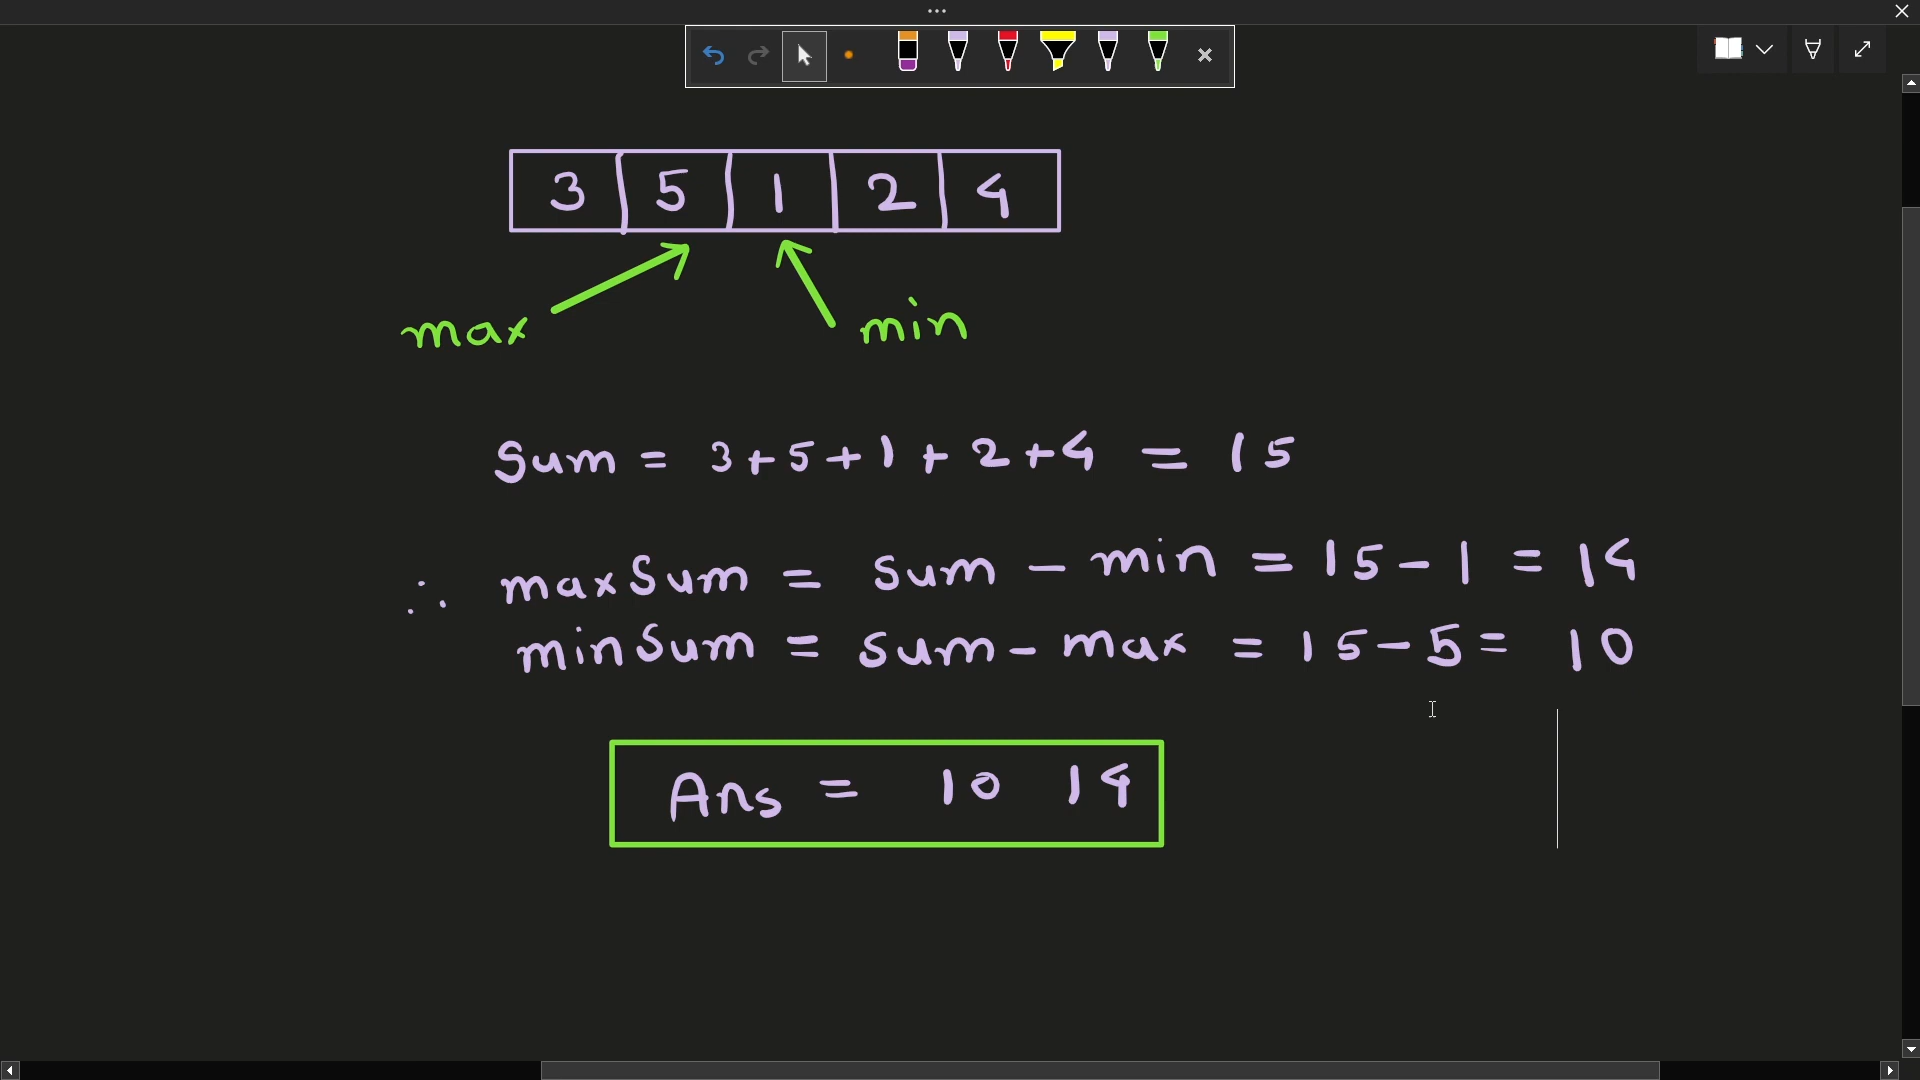 3 5 1 2 4
max min
Sum = 3+5+1+2+4 = 15
∴ maxSum = sum - min = 15-1 = 14
minSum = sum - max = 15-5 = 10
Ans = 10 14